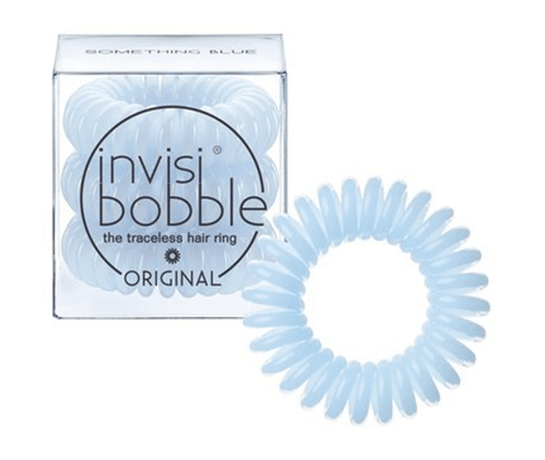 SOMETHING BLUE
invisi®
bobble
the traceless hair ring
ORIGINAL